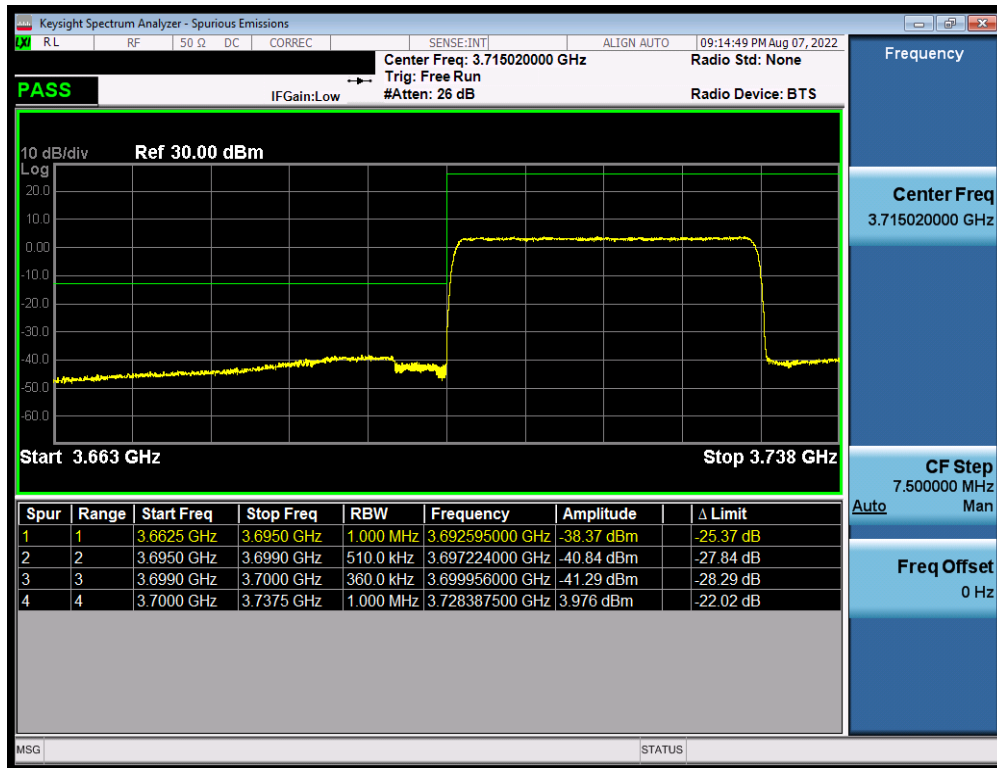 Keysight Spectrum Analyzer - Spurious Emissions
LXI RL RF 50 Ω DC CORREC SENSE:INT ALIGN AUTO 09:14:49 PM Aug 07, 2022
Center Freq: 3.715020000 GHz Radio Std: None
Trig: Free Run
PASS IFGain:Low #Atten: 26 dB Radio Device: BTS
10 dB/div Ref 30.00 dBm
Log
20.0
10.0
0.00
-10.0
-20.0
-30.0
-40.0
-50.0
-60.0
Start 3.663 GHz Stop 3.738 GHz
Spur Range Start Freq Stop Freq RBW Frequency Amplitude Δ Limit
1 1 3.6625 GHz 3.6950 GHz 1.000 MHz 3.692595000 GHz -38.37 dBm -25.37 dB
2 2 3.6950 GHz 3.6990 GHz 510.0 kHz 3.697224000 GHz -40.84 dBm -27.84 dB
3 3 3.6990 GHz 3.7000 GHz 360.0 kHz 3.699956000 GHz -41.29 dBm -28.29 dB
4 4 3.7000 GHz 3.7375 GHz 1.000 MHz 3.728387500 GHz 3.976 dBm -22.02 dB
MSG STATUS
Frequency
Center Freq
3.715020000 GHz
CF Step
7.500000 MHz
Auto Man
Freq Offset
0 Hz